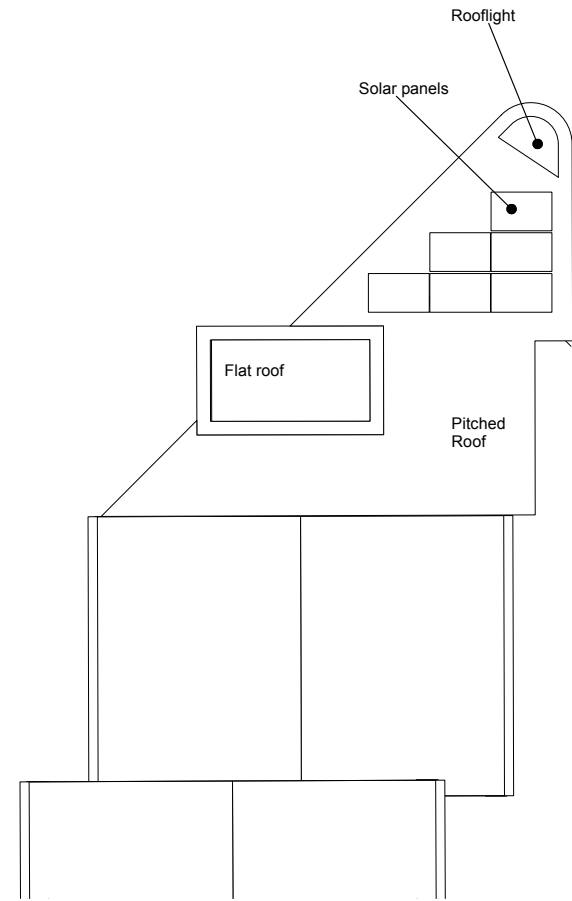 Rooflight
Solar panels
Flat roof
Pitched
Roof